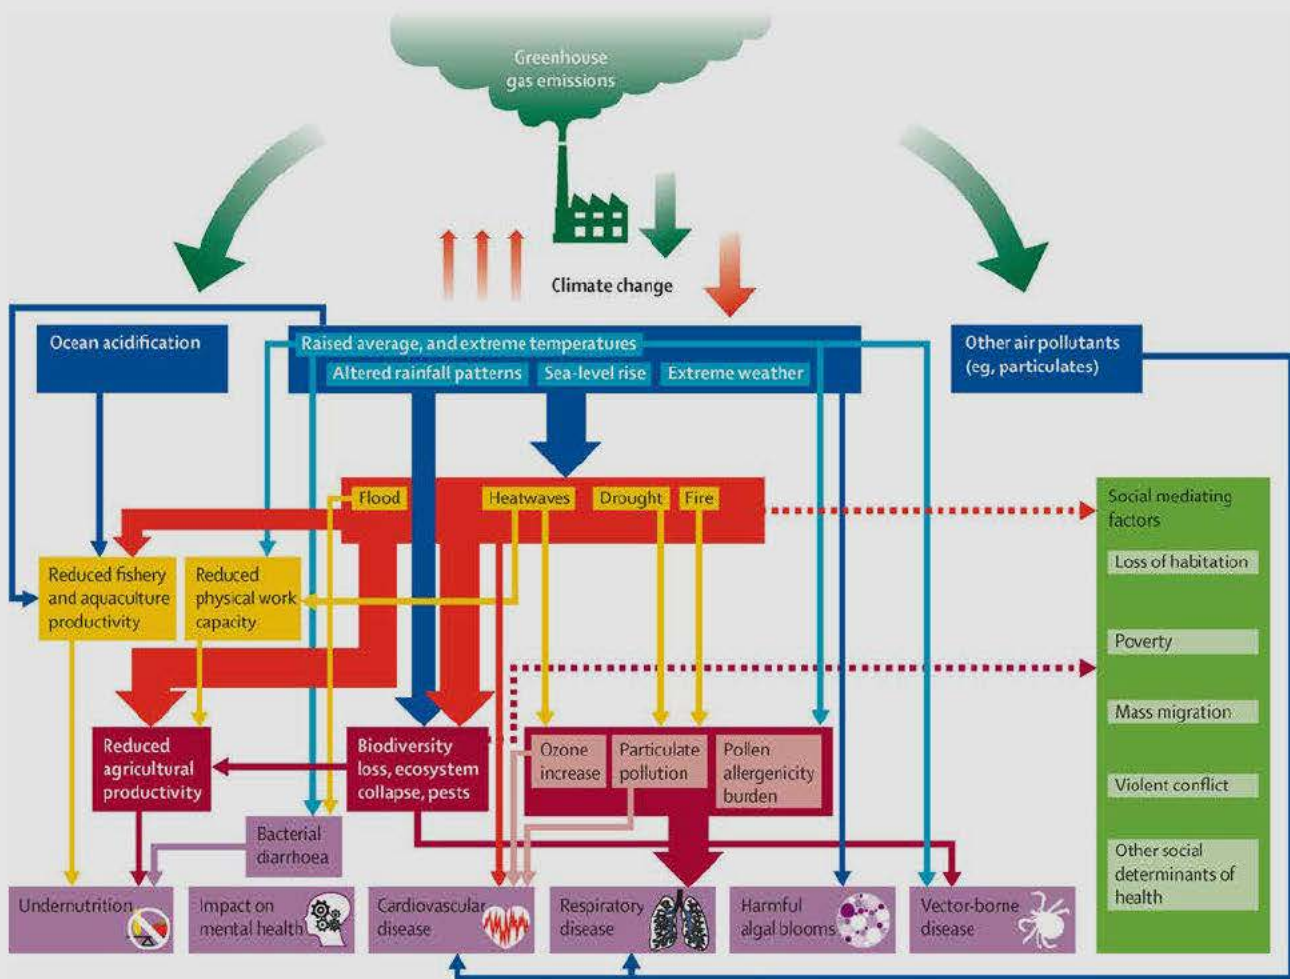 Greenhouse
gas emissions
Climate change
Ocean acidification
Raised average, and extreme temperatures
Altered rainfall patterns
Sea-level rise
Extreme weather
Other air pollutants
(eg, particulates)
Flood
Heatwaves
Drought
Fire
Social mediating
factors
Loss of habitation
Poverty
Mass migration
Violent conflict
Other social
determinants of
health
Reduced fishery
and aquaculture
productivity
Reduced
physical work
capacity
Reduced
agricultural
productivity
Biodiversity
loss, ecosystem
collapse, pests
Ozone
increase
Particulate
pollution
Pollen
allergenicity
burden
Bacterial
diarrhoea
Undernutrition
Impact on
mental health
Cardiovascular
disease
Respiratory
disease
Harmful
algal blooms
Vector-borne
disease